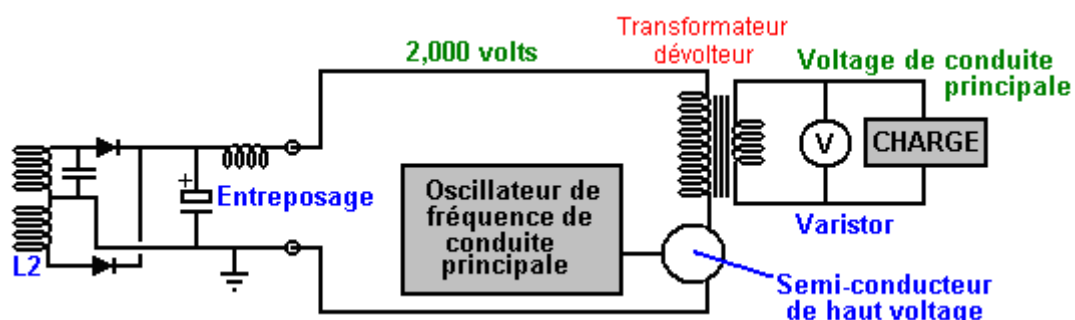 Transformateur
dévolteur
2,000 volts
Voltage de conduite
principale
V
CHARGE
+
Entreposage
Oscillateur de
fréquence de
conduite
principale
Varistor
L2
Semi-conducteur
de haut voltage